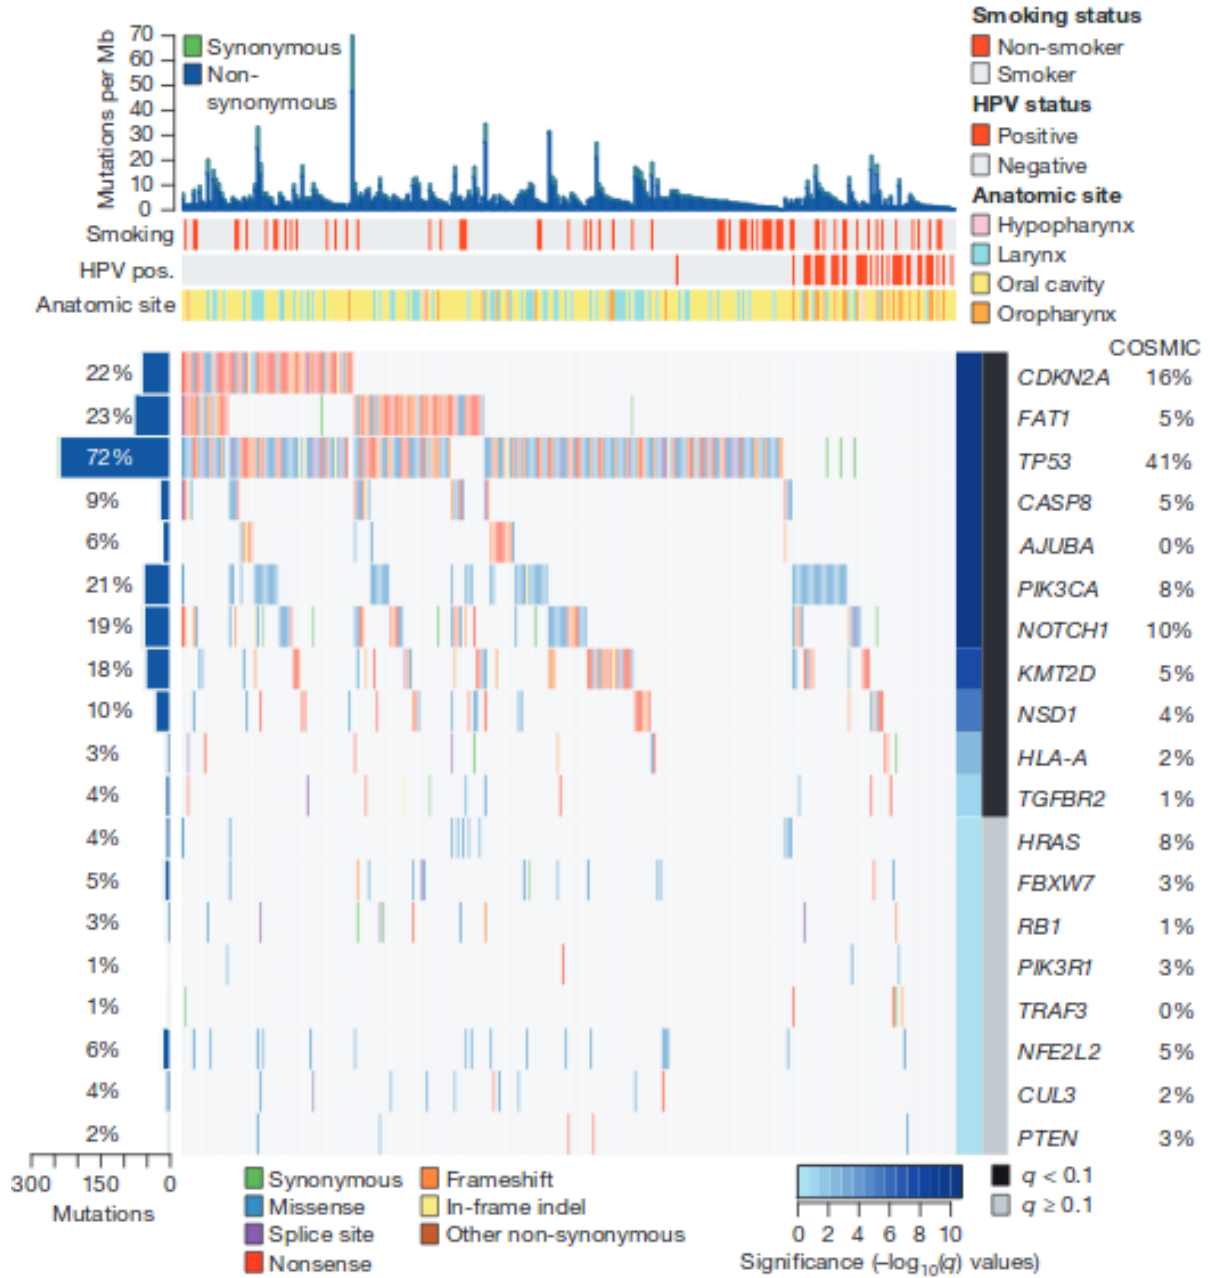 Mutations per Mb
70
60
50
40
30
20
10
0
Synonymous
Non-
synonymous
Smoking status
Non-smoker
Smoker
HPV status
Positive
Negative
Anatomic site
Hypopharynx
Larynx
Oral cavity
Oropharynx
Smoking
HPV pos.
Anatomic site
COSMIC
22% CDKN2A 16%
23% FAT1 5%
72% TP53 41%
9% CASP8 5%
6% AJUBA 0%
21% PIK3CA 8%
19% NOTCH1 10%
18% KMT2D 5%
10% NSD1 4%
3% HLA-A 2%
4% TGFBR2 1%
4% HRAS 8%
5% FBXW7 3%
3% RB1 1%
1% PIK3R1 3%
1% TRAF3 0%
6% NFE2L2 5%
4% CUL3 2%
2% PTEN 3%
300 150 0
Mutations
Synonymous
Missense
Splice site
Nonsense
Frameshift
In-frame indel
Other non-synonymous
0 2 4 6 8 10
Significance (–log10(q) values)
q < 0.1
q ≥ 0.1